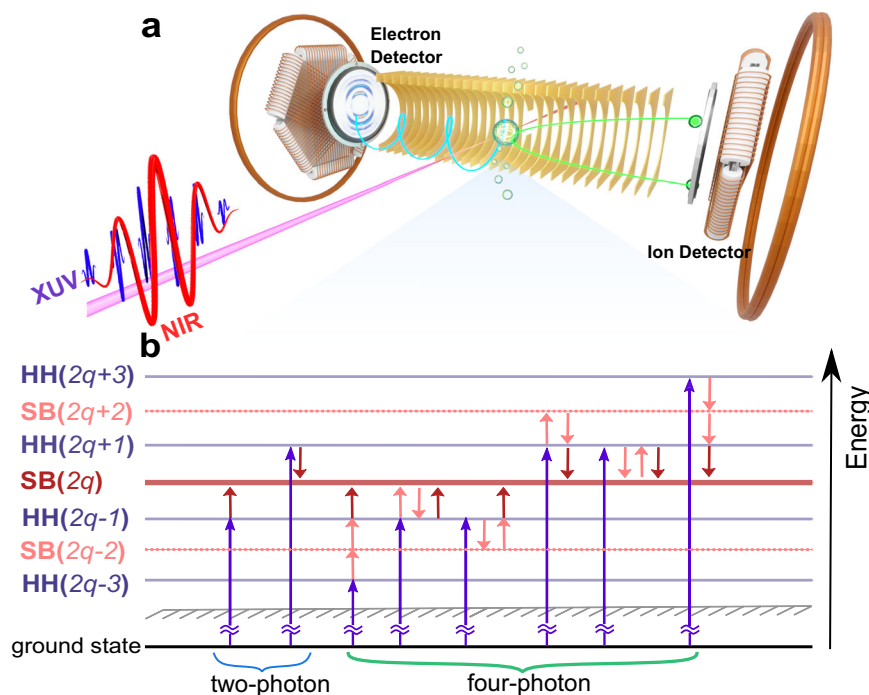 a
Electron
Detector
Ion Detector
XUV
NIR
b
HH(2q+3)
SB(2q+2)
HH(2q+1)
SB(2q)
HH(2q-1)
SB(2q-2)
HH(2q-3)
ground state
two-photon
four-photon
Energy